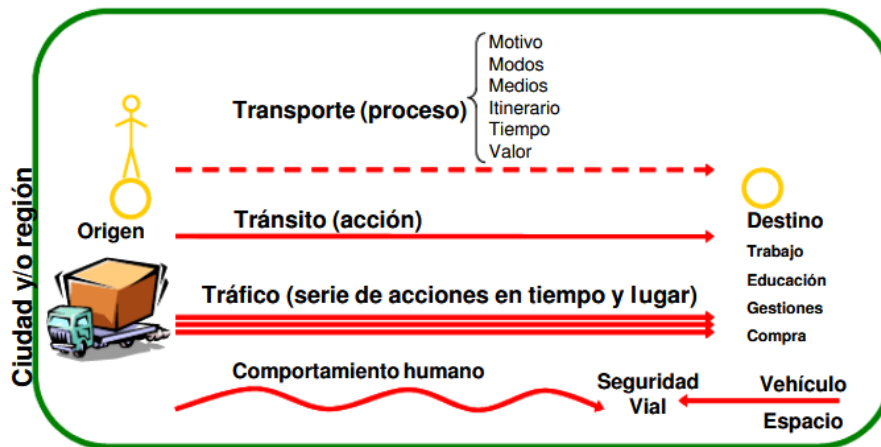 Ciudad y/o región
Transporte (proceso)
Motivo
Modos
Medios
Itinerario
Tiempo
Valor
Origen
Tránsito (acción)
Destino
Trabajo
Educación
Gestiones
Compra
Tráfico (serie de acciones en tiempo y lugar)
Comportamiento humano
Seguridad
Vial
Vehículo
Espacio